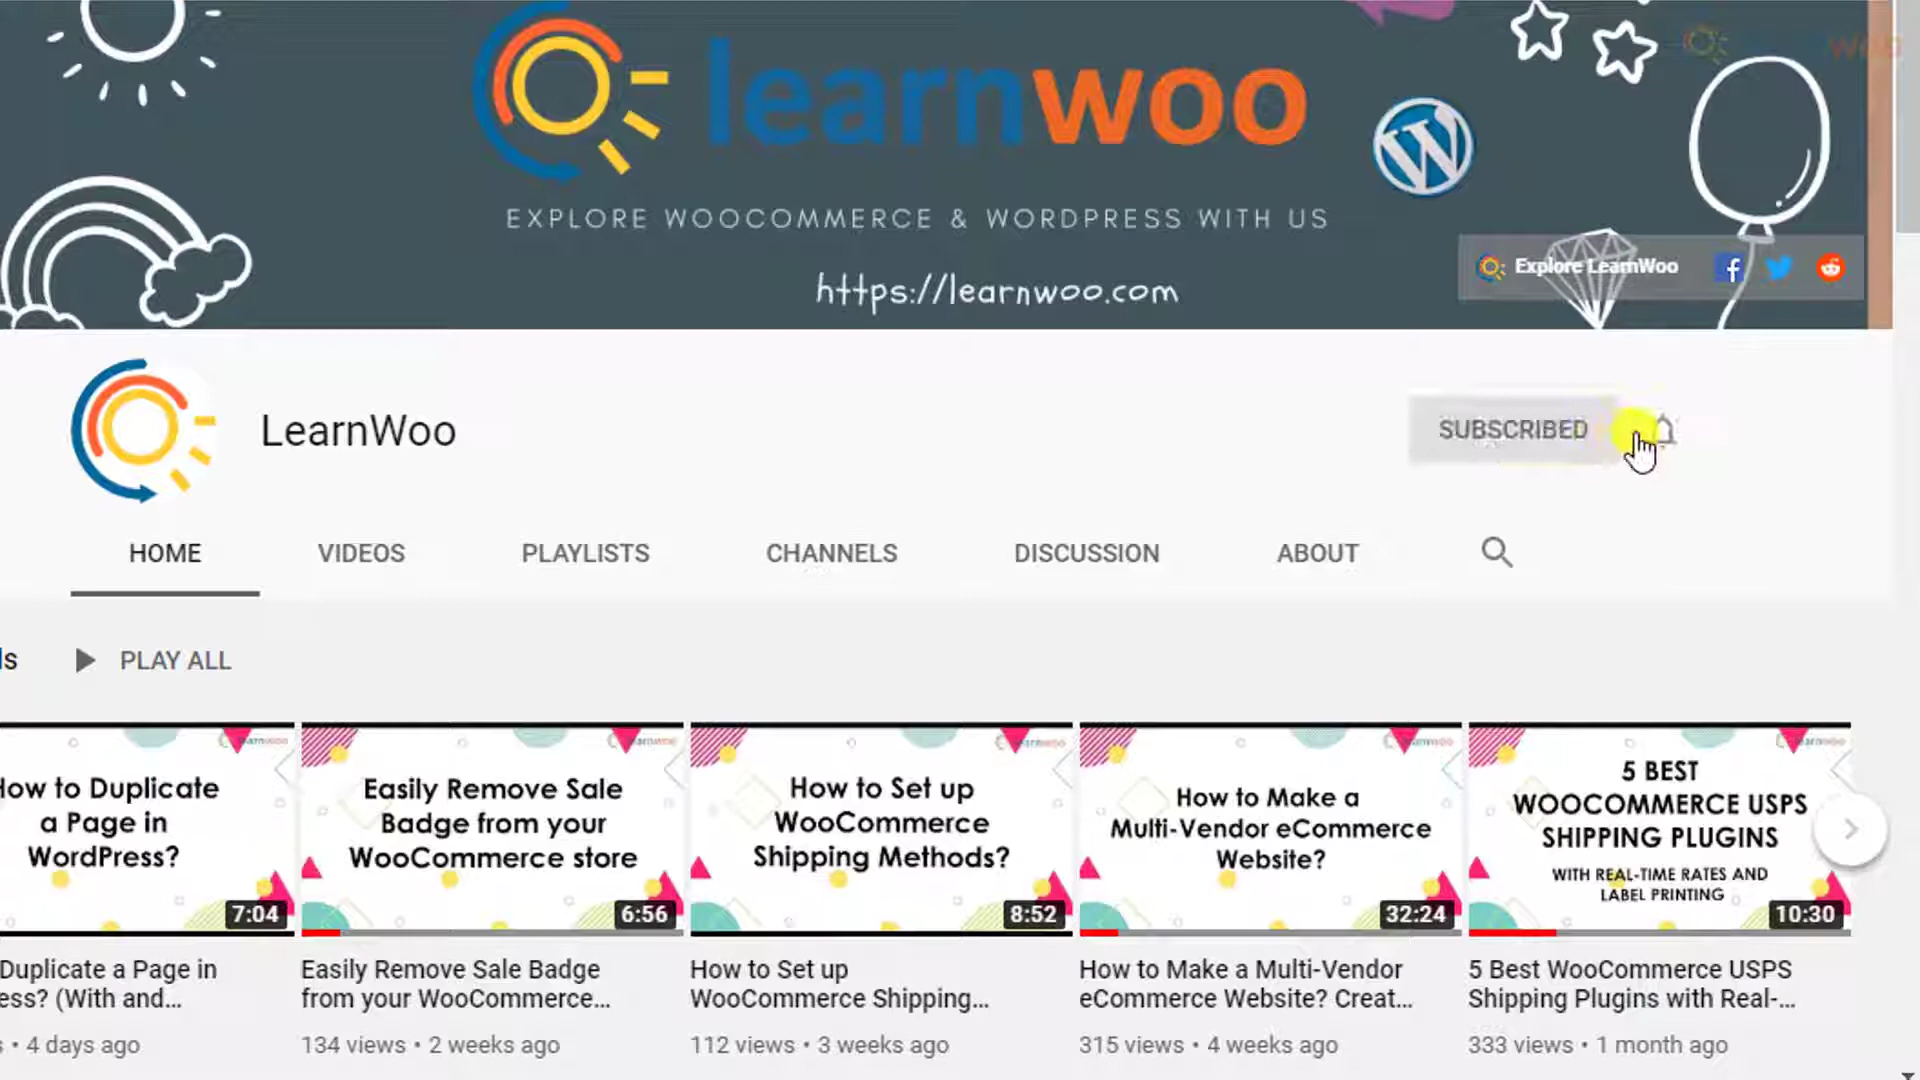 learnwoo
EXPLORE WOOCOMMERCE & WORDPRESS WITH US
https://learnwoo.com
Explore LearnWoo
LearnWoo
SUBSCRIBED
HOME VIDEOS PLAYLISTS CHANNELS DISCUSSION ABOUT
ls PLAY ALL
How to Duplicate
a Page in
WordPress?
7:04
Easily Remove Sale
Badge from your
WooCommerce store
6:56
How to Set up
WooCommerce
Shipping Methods?
8:52
How to Make a
Multi-Vendor eCommerce
Website?
32:24
5 BEST
WOOCOMMERCE USPS
SHIPPING PLUGINS
WITH REAL-TIME RATES AND
LABEL PRINTING
10:30
Duplicate a Page in
ess? (With and...
s • 4 days ago
Easily Remove Sale Badge
from your WooCommerce...
134 views • 2 weeks ago
How to Set up
WooCommerce Shipping...
112 views • 3 weeks ago
How to Make a Multi-Vendor
eCommerce Website? Creat...
315 views • 4 weeks ago
5 Best WooCommerce USPS
Shipping Plugins with Real-...
333 views • 1 month ago